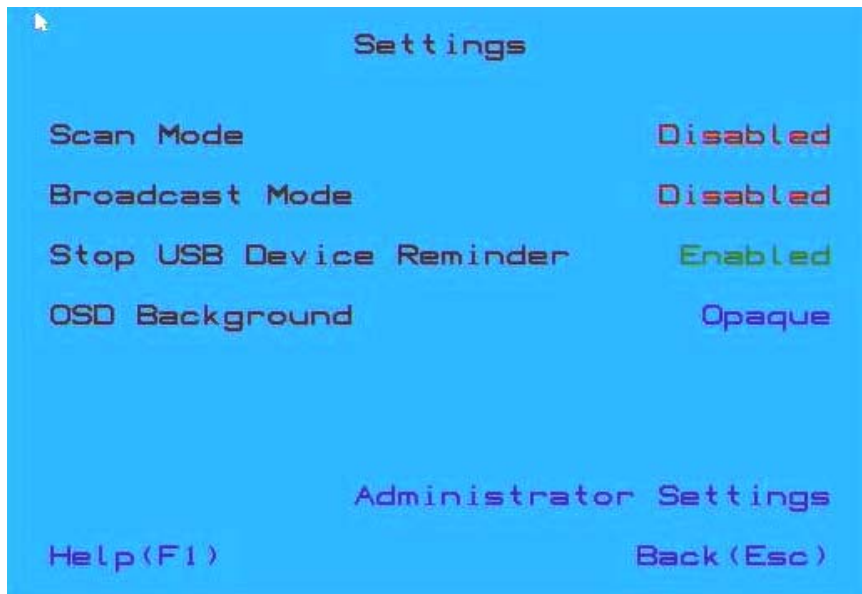 Settings
Scan Mode Disabled
Broadcast Mode Disabled
Stop USB Device Reminder Enabled
OSD Background Opaque
Administrator Settings
Help(F1) Back(Esc)